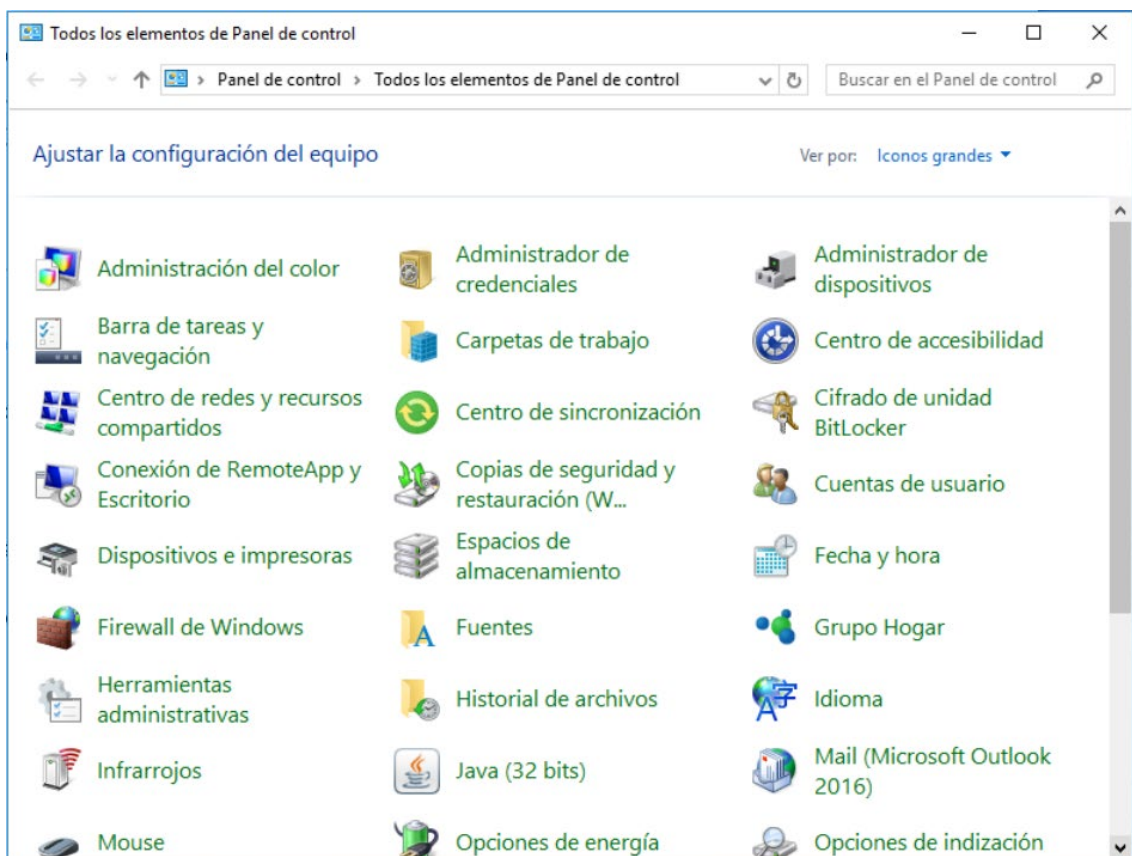 Todos los elementos de Panel de control
Panel de control > Todos los elementos de Panel de control
Buscar en el Panel de control
Ajustar la configuración del equipo
Ver por: Iconos grandes
Administración del color
Administrador de
credenciales
Administrador de
dispositivos
Barra de tareas y
navegación
Carpetas de trabajo
Centro de accesibilidad
Centro de redes y recursos
compartidos
Centro de sincronización
Cifrado de unidad
BitLocker
Conexión de RemoteApp y
Escritorio
Copias de seguridad y
restauración (W...
Cuentas de usuario
Dispositivos e impresoras
Espacios de
almacenamiento
Fecha y hora
Firewall de Windows
Fuentes
Grupo Hogar
Herramientas
administrativas
Historial de archivos
Idioma
Infrarrojos
Java (32 bits)
Mail (Microsoft Outlook
2016)
Mouse
Opciones de energía
Opciones de indización